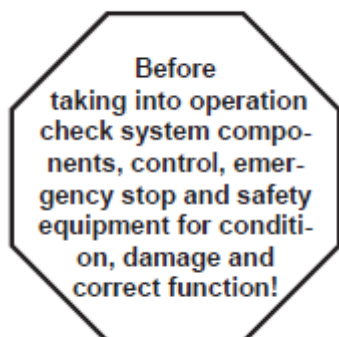 Before
taking into operation
check system compo-
nents, control, emer-
gency stop and safety
equipment for conditi-
on, damage and
correct function!